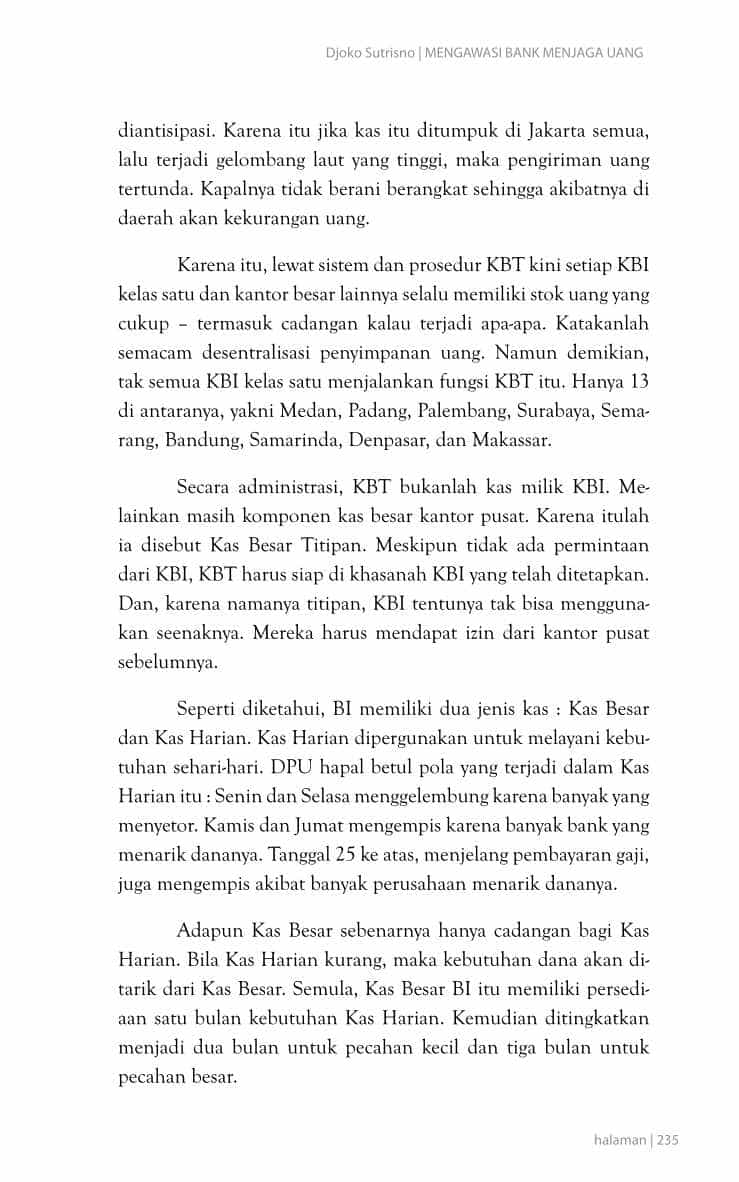 Djoko Sutrisno | MENGAWASI BANK MENJAGA UANG
diantisipasi. Karena itu jika kas itu ditumpuk di Jakarta semua,
lalu terjadi gelombang laut yang tinggi, maka pengiriman uang
tertunda. Kapalnya tidak berani berangkat sehingga akibatnya di
daerah akan kekurangan uang.
Karena itu, lewat sistem dan prosedur KBT kini setiap KBI
kelas satu dan kantor besar lainnya selalu memiliki stok uang yang
cukup – termasuk cadangan kalau terjadi apa-apa. Katakanlah
semacam desentralisasi penyimpanan uang. Namun demikian,
tak semua KBI kelas satu menjalankan fungsi KBT itu. Hanya 13
di antaranya, yakni Medan, Padang, Palembang, Surabaya, Sema-
rang, Bandung, Samarinda, Denpasar, dan Makassar.
Secara administrasi, KBT bukanlah kas milik KBI. Me-
lainkan masih komponen kas besar kantor pusat. Karena itulah
ia disebut Kas Besar Titipan. Meskipun tidak ada permintaan
dari KBI, KBT harus siap di khasanah KBI yang telah ditetapkan.
Dan, karena namanya titipan, KBI tentunya tak bisa mengguna-
kan seenaknya. Mereka harus mendapat izin dari kantor pusat
sebelumnya.
Seperti diketahui, BI memiliki dua jenis kas : Kas Besar
dan Kas Harian. Kas Harian dipergunakan untuk melayani kebu-
tuhan sehari-hari. DPU hapal betul pola yang terjadi dalam Kas
Harian itu : Senin dan Selasa menggelembung karena banyak yang
menyetor. Kamis dan Jumat mengempis karena banyak bank yang
menarik dananya. Tanggal 25 ke atas, menjelang pembayaran gaji,
juga mengempis akibat banyak perusahaan menarik dananya.
Adapun Kas Besar sebenarnya hanya cadangan bagi Kas
Harian. Bila Kas Harian kurang, maka kebutuhan dana akan di-
tarik dari Kas Besar. Semula, Kas Besar BI itu memiliki persedi-
aan satu bulan kebutuhan Kas Harian. Kemudian ditingkatkan
menjadi dua bulan untuk pecahan kecil dan tiga bulan untuk
pecahan besar.
halaman | 235